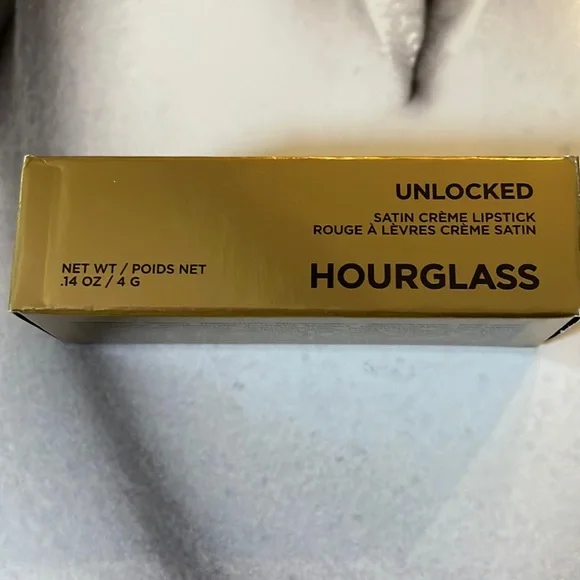 UNLOCKED
SATIN CRÈME LIPSTICK
ROUGE À LÈVRES CRÈME SATIN
NET WT / POIDS NET
.14 OZ / 4 G
HOURGLASS